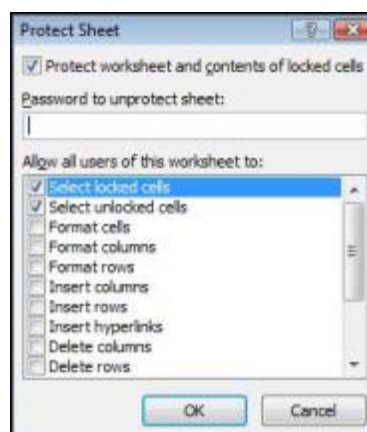 Protect Sheet
Protect worksheet and contents of locked cells
Password to unprotect sheet:
Allow all users of this worksheet to:
Select locked cells
Select unlocked cells
Format cells
Format columns
Format rows
Insert columns
Insert rows
Insert hyperlinks
Delete columns
Delete rows
OK Cancel